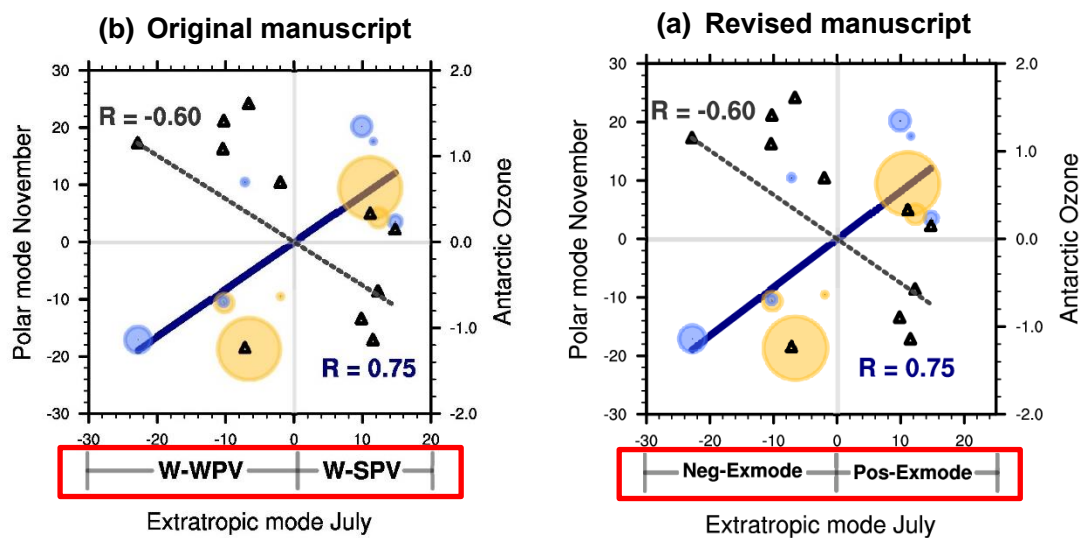 (b) Original manuscript
30
20
10
0
-10
-20
-30
Polar mode November
2.0
1.0
0.0
-1.0
-2.0
Antarctic Ozone
R = -0.60
R = 0.75
-30 -20 -10 0 10 20
W-WPV W-SPV
Extratropic mode July
(a) Revised manuscript
30
20
10
0
-10
-20
-30
Polar mode November
2.0
1.0
0.0
-1.0
-2.0
Antarctic Ozone
R = -0.60
R = 0.75
-30 -20 -10 0 10 20
Neg-Exmode Pos-Exmode
Extratropic mode July